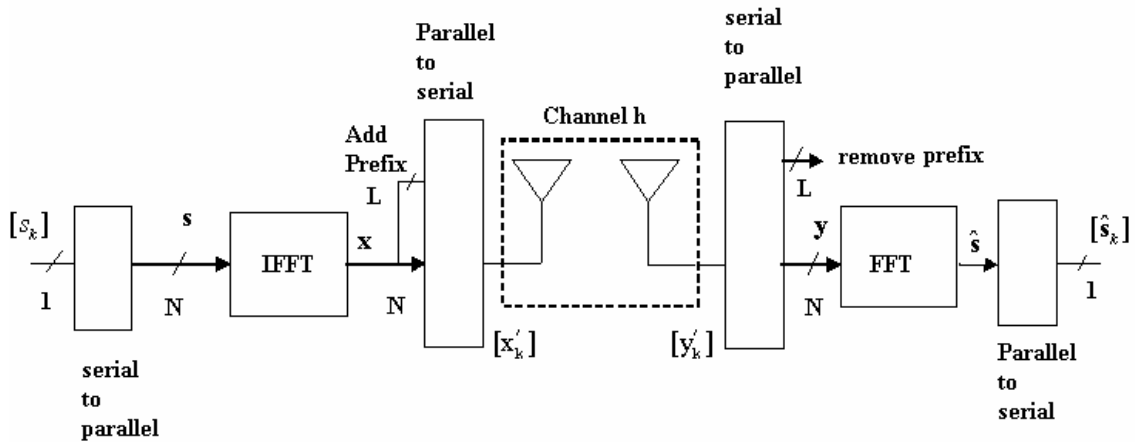 Parallel
to
serial
serial
to
parallel
Channel h
Add
Prefix
L
remove prefix
L
[s_k]
1
s
N
IFFT
x
N
y
N
FFT
ŝ
[ŝ_k]
1
[x'_k]
[y'_k]
serial
to
parallel
Parallel
to
serial